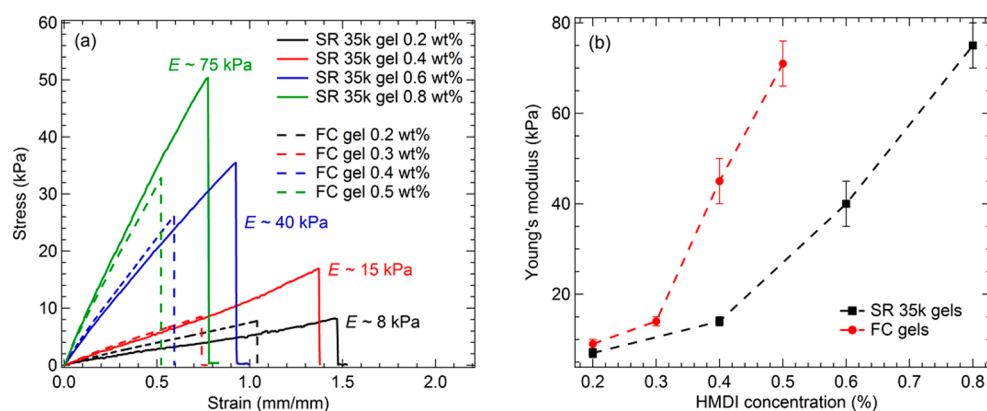 (a)
SR 35k gel 0.2 wt%
SR 35k gel 0.4 wt%
SR 35k gel 0.6 wt%
SR 35k gel 0.8 wt%
FC gel 0.2 wt%
FC gel 0.3 wt%
FC gel 0.4 wt%
FC gel 0.5 wt%
E ~ 75 kPa
E ~ 40 kPa
E ~ 15 kPa
E ~ 8 kPa
60
50
40
30
20
10
0
Stress (kPa)
0.0 0.5 1.0 1.5 2.0
Strain (mm/mm)
(b)
80
60
40
20
Young's modulus (kPa)
SR 35k gels
FC gels
0.2 0.3 0.4 0.5 0.6 0.7 0.8
HMDI concentration (%)